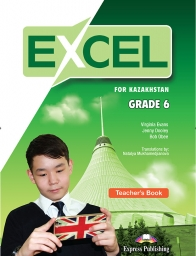 EXCEL
FOR KAZAKHSTAN
GRADE 6
Virginia Evans
Jenny Dooley
Bob Obee
Translations by:
Teacher's Book
Express Publishing